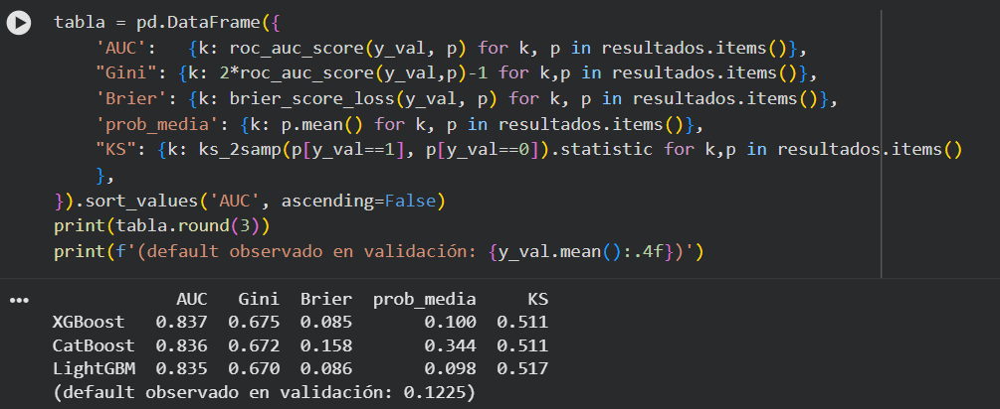 tabla = pd.DataFrame({
    'AUC':   {k: roc_auc_score(y_val, p) for k, p in resultados.items()},
    "Gini": {k: 2*roc_auc_score(y_val,p)-1 for k,p in resultados.items()},
    'Brier': {k: brier_score_loss(y_val, p) for k, p in resultados.items()},
    'prob_media': {k: p.mean() for k, p in resultados.items()},
    "KS": {k: ks_2samp(p[y_val==1], p[y_val==0]).statistic for k,p in resultados.items()
    },
}).sort_values('AUC', ascending=False)
print(tabla.round(3))
print(f'(default observado en validación: {y_val.mean():.4f})')
            AUC   Gini  Brier  prob_media     KS
XGBoost   0.837  0.675  0.085       0.100  0.511
CatBoost  0.836  0.672  0.158       0.344  0.511
LightGBM  0.835  0.670  0.086       0.098  0.517
(default observado en validación: 0.1225)